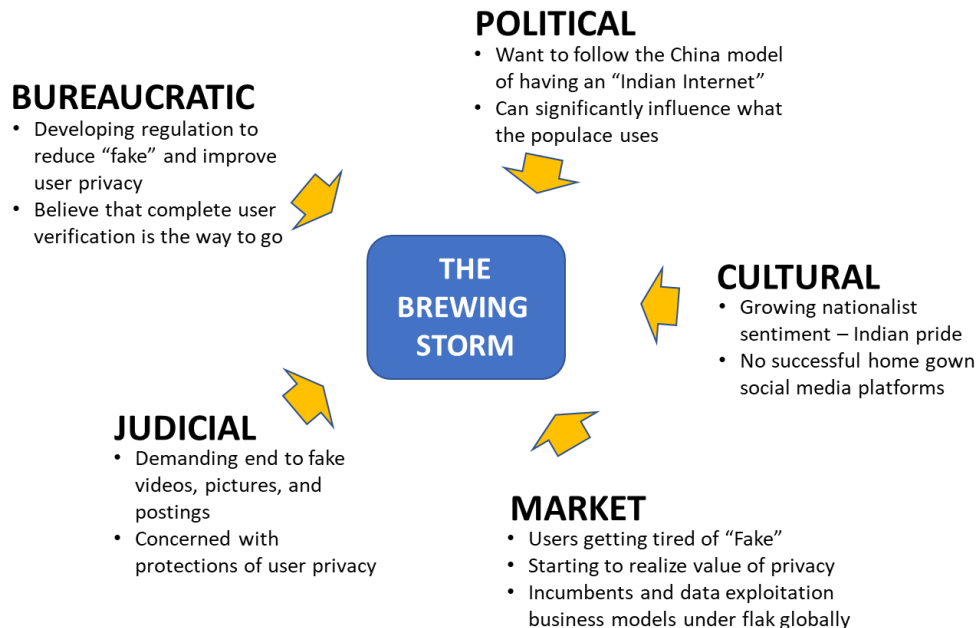 POLITICAL
• Want to follow the China model
of having an “Indian Internet”
• Can significantly influence what
the populace uses
BUREAUCRATIC
• Developing regulation to
reduce “fake” and improve
user privacy
• Believe that complete user
verification is the way to go
THE
BREWING
STORM
CULTURAL
• Growing nationalist
sentiment – Indian pride
• No successful home gown
social media platforms
JUDICIAL
• Demanding end to fake
videos, pictures, and
postings
• Concerned with
protections of user privacy
MARKET
• Users getting tired of “Fake”
• Starting to realize value of privacy
• Incumbents and data exploitation
business models under flak globally